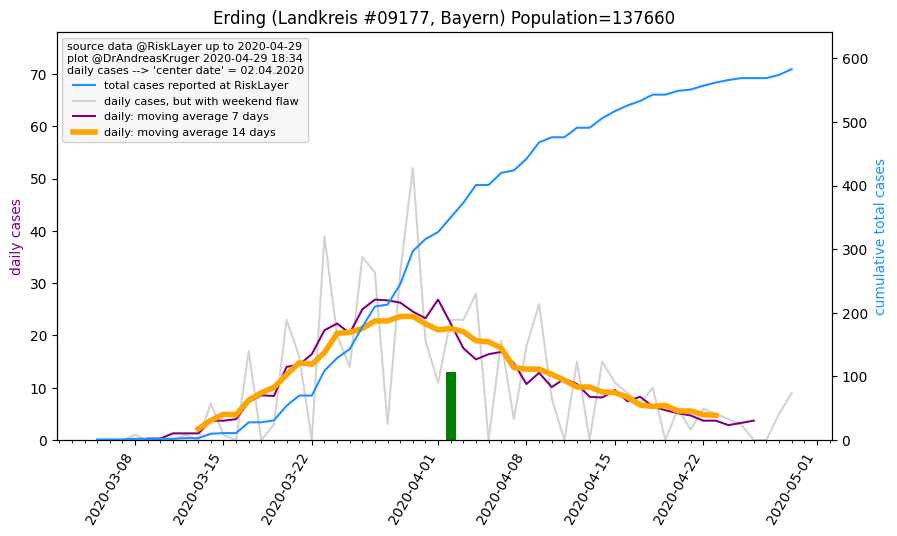 Erding (Landkreis #09177, Bayern) Population=137660
source data @RiskLayer up to 2020-04-29
plot @DrAndreasKruger 2020-04-29 18:34
daily cases --> 'center date' = 02.04.2020
total cases reported at RiskLayer
daily cases, but with weekend flaw
daily: moving average 7 days
daily: moving average 14 days
daily cases
70
60
50
40
30
20
10
0
600
500
400
300
200
100
0
cumulative total cases
2020-03-08
2020-03-15
2020-03-22
2020-04-01
2020-04-08
2020-04-15
2020-04-22
2020-05-01